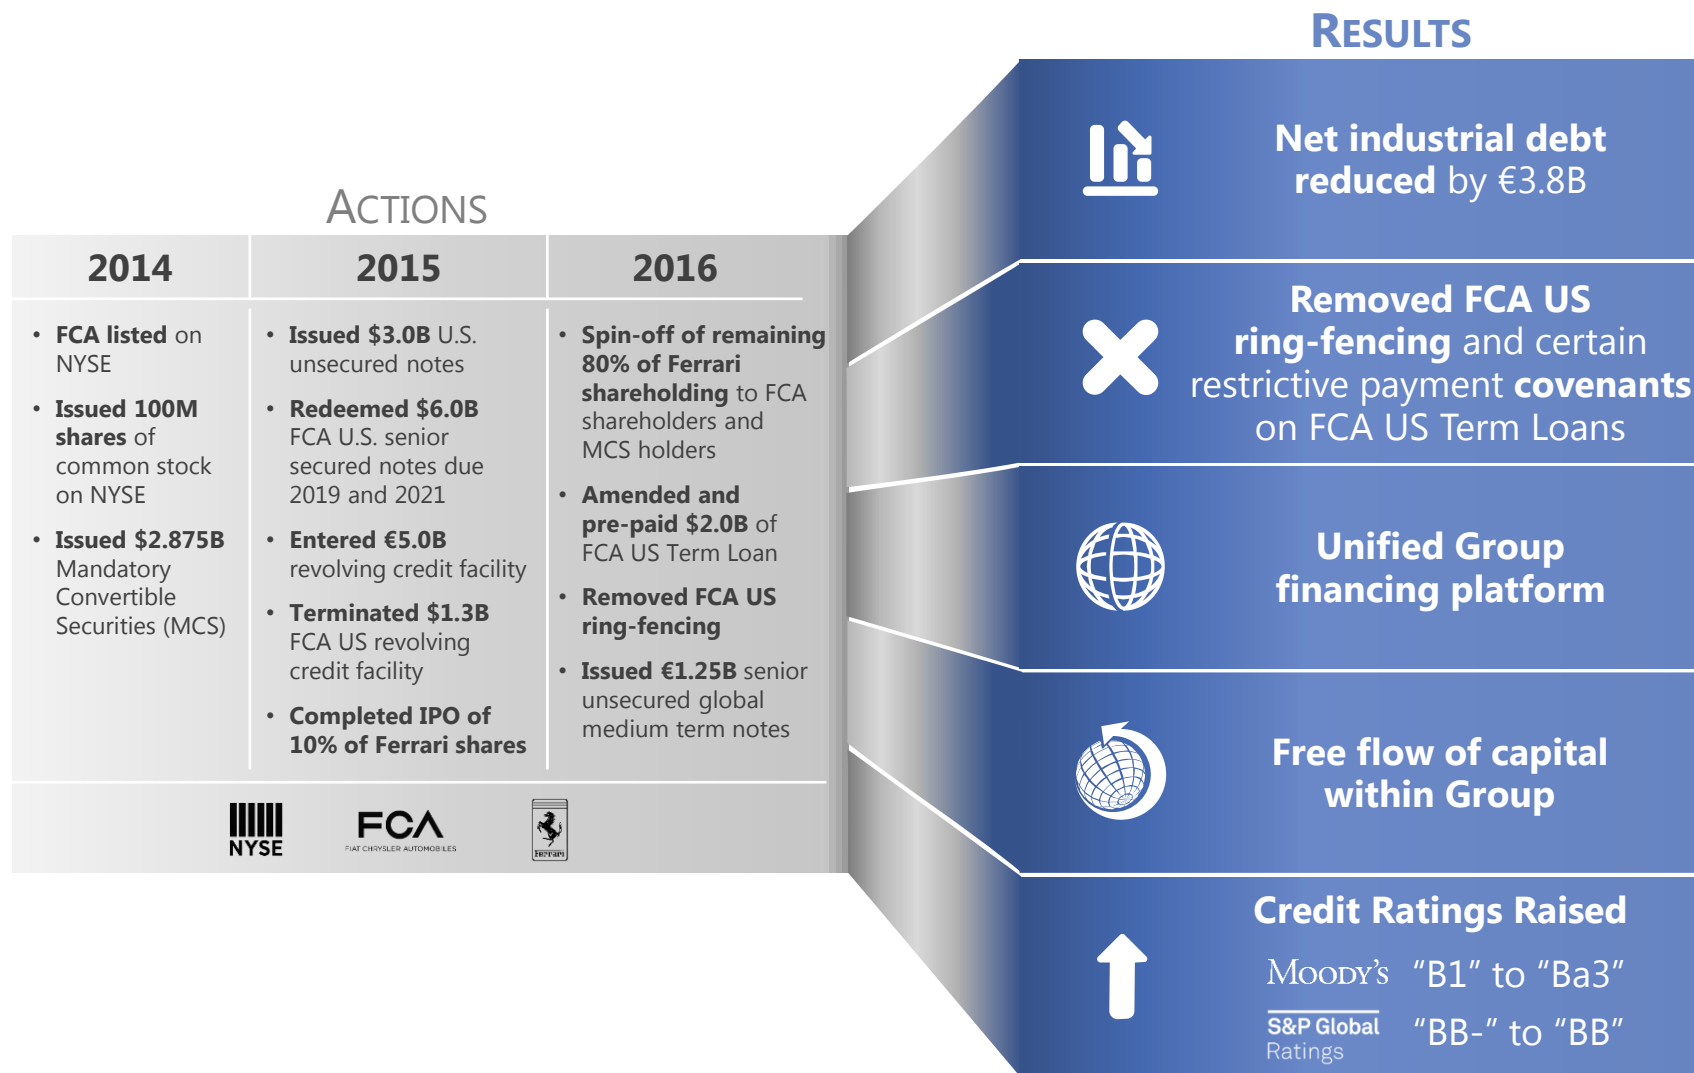 ACTIONS
2014
• FCA listed on
NYSE
• Issued 100M
shares of
common stock
on NYSE
• Issued $2.875B
Mandatory
Convertible
Securities (MCS)
2015
• Issued $3.0B U.S.
unsecured notes
• Redeemed $6.0B
FCA U.S. senior
secured notes due
2019 and 2021
• Entered €5.0B
revolving credit facility
• Terminated $1.3B
FCA US revolving
credit facility
• Completed IPO of
10% of Ferrari shares
2016
• Spin-off of remaining
80% of Ferrari
shareholding to FCA
shareholders and
MCS holders
• Amended and
pre-paid $2.0B of
FCA US Term Loan
• Removed FCA US
ring-fencing
• Issued €1.25B senior
unsecured global
medium term notes
NYSE
FCA
FIAT CHRYSLER AUTOMOBILES
Ferrari
RESULTS
Net industrial debt
reduced by €3.8B
Removed FCA US
ring-fencing and certain
restrictive payment covenants
on FCA US Term Loans
Unified Group
financing platform
Free flow of capital
within Group
Credit Ratings Raised
MOODY'S "B1" to "Ba3"
S&P Global
Ratings
"BB-" to "BB"